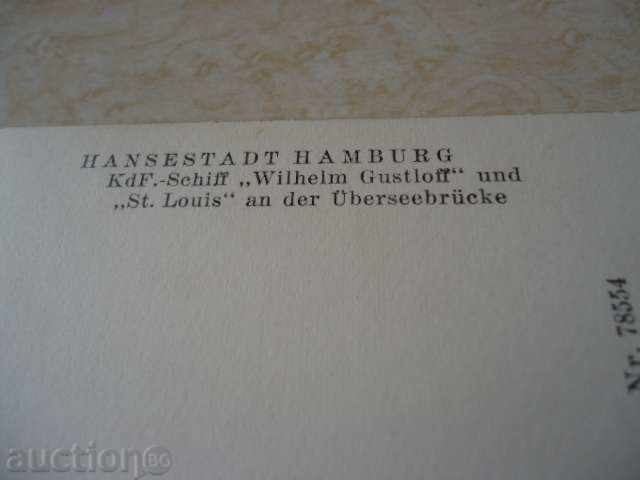 HANSESTADT HAMBURG
KdF.-Schiff „Wilhelm Gustloff“ und
„St. Louis“ an der Überseebrücke
Nr. 78554
auction BG